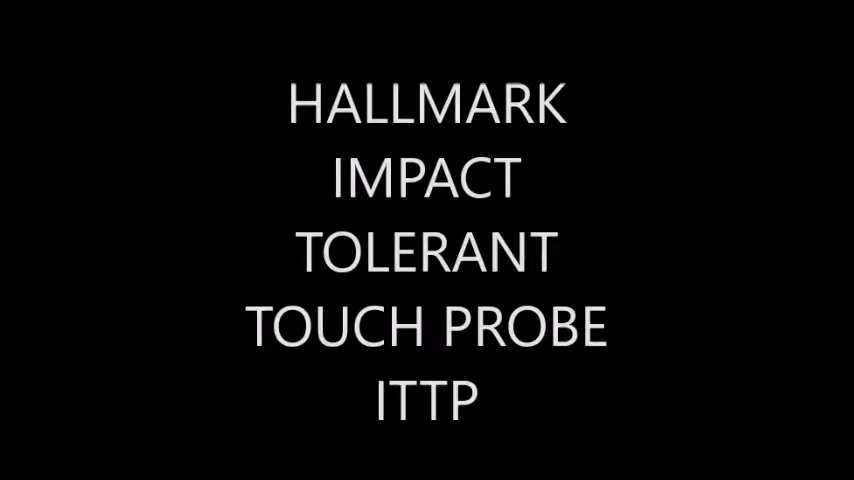 HALLMARK
IMPACT
TOLERANT
TOUCH PROBE
ITTP